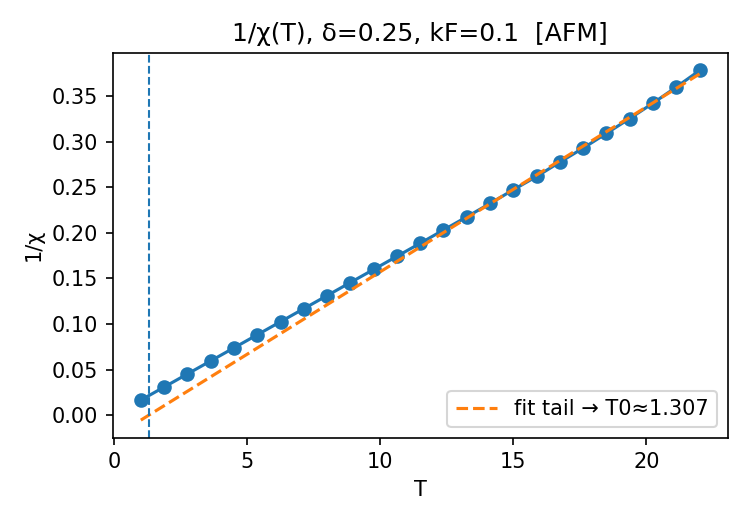 1/χ(T), δ=0.25, kF=0.1  [AFM]
1/χ
0.35
0.30
0.25
0.20
0.15
0.10
0.05
0.00
fit tail → T0≈1.307
0 5 10 15 20
T